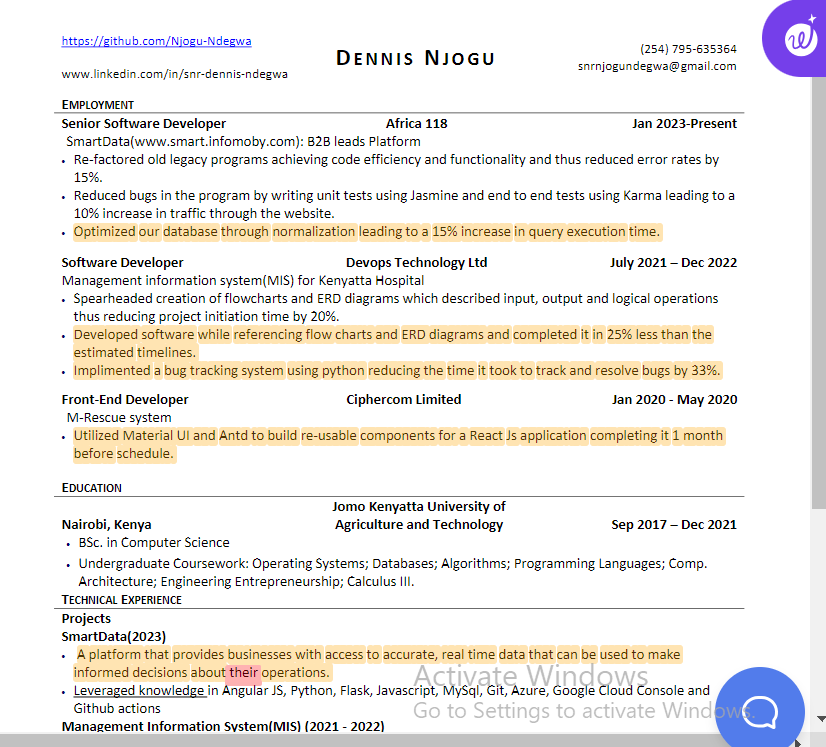 https://github.com/Njogu-Ndegwa
DENNIS NJOGU
(254) 795-635364
www.linkedin.com/in/snr-dennis-ndegwa
snrnjogundegwa@gmail.com
EMPLOYMENT
Senior Software Developer Africa 118 Jan 2023-Present
SmartData(www.smart.infomoby.com): B2B leads Platform
• Re-factored old legacy programs achieving code efficiency and functionality and thus reduced error rates by
15%.
• Reduced bugs in the program by writing unit tests using Jasmine and end to end tests using Karma leading to a
10% increase in traffic through the website.
• Optimized our database through normalization leading to a 15% increase in query execution time.
Software Developer Devops Technology Ltd July 2021 – Dec 2022
Management information system(MIS) for Kenyatta Hospital
• Spearheaded creation of flowcharts and ERD diagrams which described input, output and logical operations
thus reducing project initiation time by 20%.
• Developed software while referencing flow charts and ERD diagrams and completed it in 25% less than the
estimated timelines.
• Implimented a bug tracking system using python reducing the time it took to track and resolve bugs by 33%.
Front-End Developer Ciphercom Limited Jan 2020 - May 2020
M-Rescue system
• Utilized Material UI and Antd to build re-usable components for a React Js application completing it 1 month
before schedule.
EDUCATION
Jomo Kenyatta University of
Nairobi, Kenya Agriculture and Technology Sep 2017 – Dec 2021
• BSc. in Computer Science
• Undergraduate Coursework: Operating Systems; Databases; Algorithms; Programming Languages; Comp.
Architecture; Engineering Entrepreneurship; Calculus III.
TECHNICAL EXPERIENCE
Projects
SmartData(2023)
• A platform that provides businesses with access to accurate, real time data that can be used to make
informed decisions about their operations.
• Leveraged knowledge in Angular JS, Python, Flask, Javascript, MySql, Git, Azure, Google Cloud Console and
Github actions
Management Information System(MIS) (2021 - 2022)
Activate Windows
Go to Settings to activate Windows.